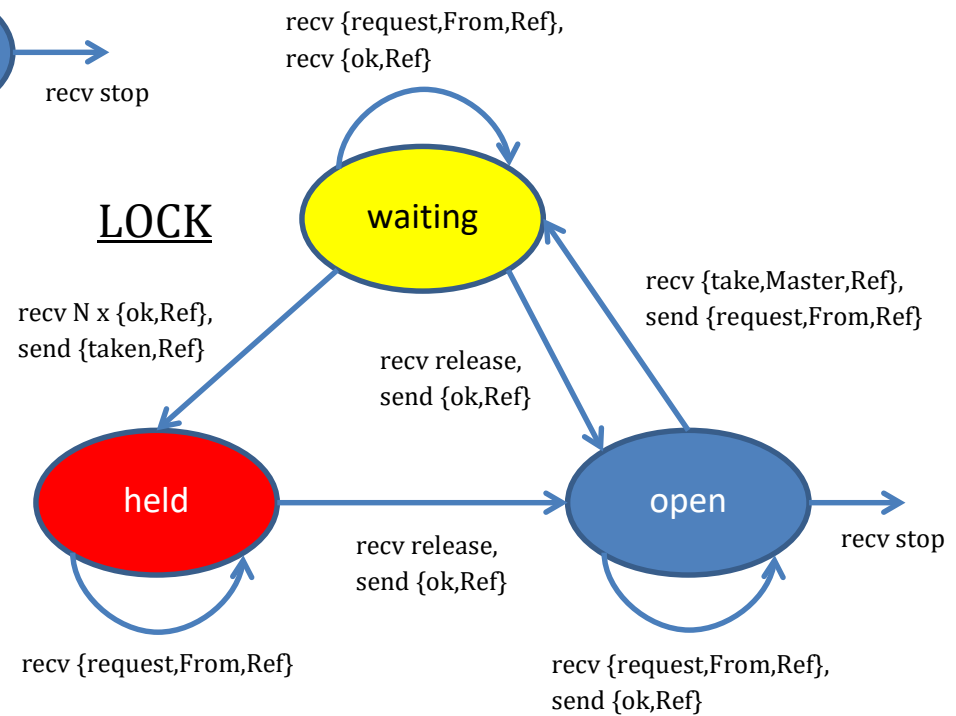 recv {request,From,Ref},
recv {ok,Ref}
recv stop
LOCK
waiting
recv {take,Master,Ref},
send {request,From,Ref}
recv N x {ok,Ref},
send {taken,Ref}
recv release,
send {ok,Ref}
held
open
recv stop
recv release,
send {ok,Ref}
recv {request,From,Ref}
recv {request,From,Ref},
send {ok,Ref}